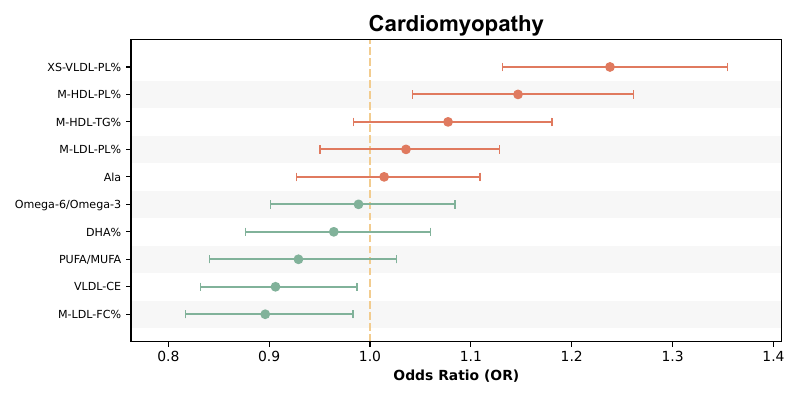 Cardiomyopathy
XS-VLDL-PL%
M-HDL-PL%
M-HDL-TG%
M-LDL-PL%
Ala
Omega-6/Omega-3
DHA%
PUFA/MUFA
VLDL-CE
M-LDL-FC%
0.8 0.9 1.0 1.1 1.2 1.3 1.4
Odds Ratio (OR)